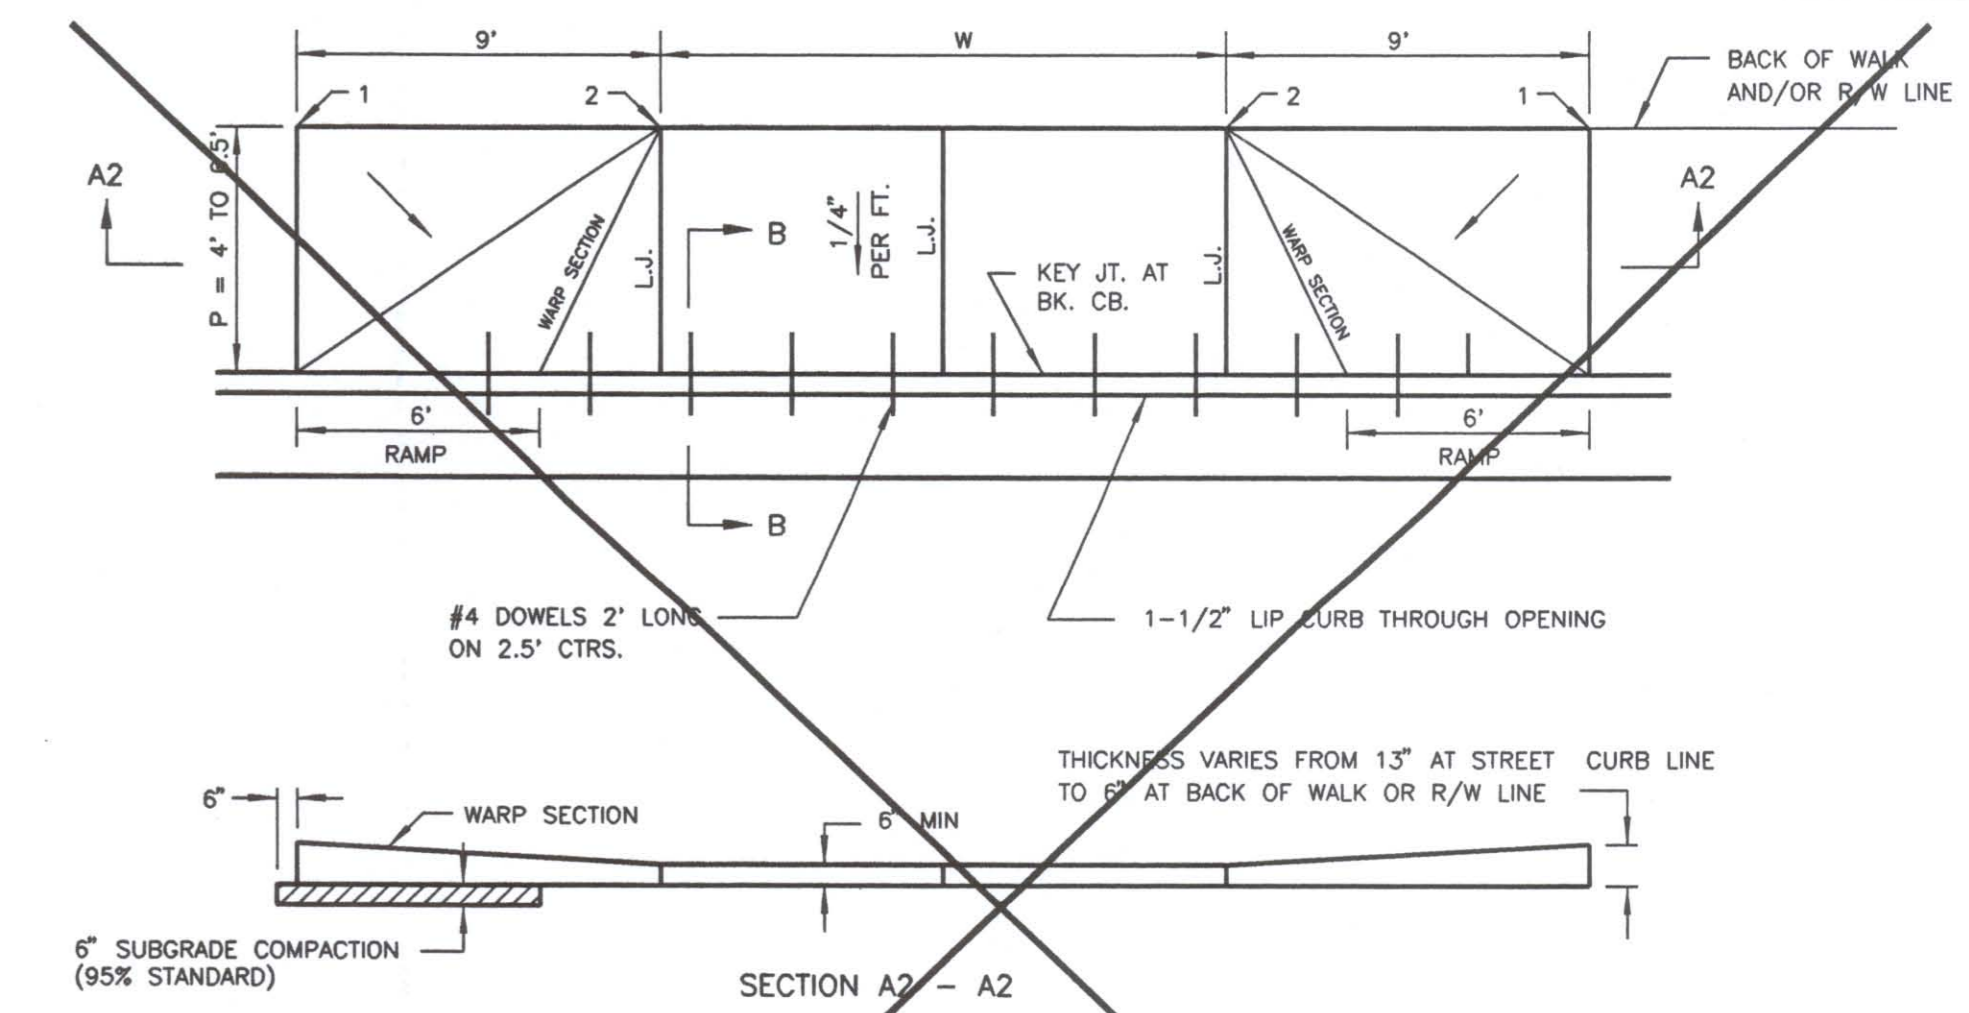 9'
W
9'
BACK OF WALK
AND/OR R/W LINE
1
2
2
1
A2
A2
P = 4' TO 6.5'
WARP SECTION
L.J.
B
1/4"
PER FT.
L.J.
KEY JT. AT
BK. CB.
L.J.
WARP SECTION
6'
RAMP
6'
RAMP
B
#4 DOWELS 2' LONG
ON 2.5' CTRS.
1-1/2" LIP CURB THROUGH OPENING
THICKNESS VARIES FROM 13" AT STREET CURB LINE
TO 6" AT BACK OF WALK OR R/W LINE
6"
WARP SECTION
6" MIN
6" SUBGRADE COMPACTION
(95% STANDARD)
SECTION A2 - A2